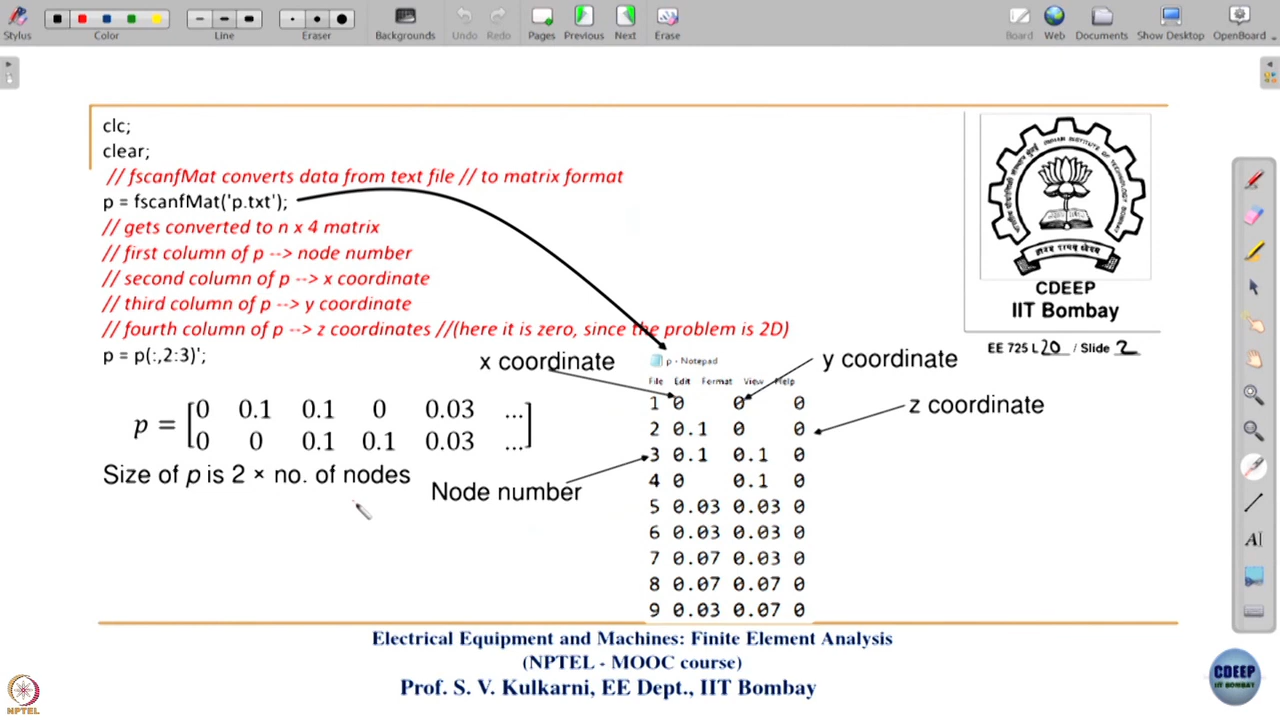 Stylus
Color
Line
Eraser
Backgrounds
Undo
Redo
Pages
Previous
Next
Erase
Board
Web
Documents
Show Desktop
OpenBoard
clc;
clear;
// fscanfMat converts data from text file // to matrix format
p = fscanfMat('p.txt');
// gets converted to n x 4 matrix
// first column of p --> node number
// second column of p --> x coordinate
// third column of p --> y coordinate
// fourth column of p --> z coordinates //(here it is zero, since the problem is 2D)
p = p(:,2:3)';
p = [0 0.1 0.1 0 0.03 ...
0 0 0.1 0.1 0.03 ...]
Size of p is 2 × no. of nodes
x coordinate
y coordinate
z coordinate
Node number
p - Notepad
File Edit Format View Help
1 0 0 0
2 0.1 0 0
3 0.1 0.1 0
4 0 0.1 0
5 0.03 0.03 0
6 0.03 0.03 0
7 0.07 0.03 0
8 0.07 0.07 0
9 0.03 0.07 0
CDEEP
IIT Bombay
EE 725 L 20 / Slide 2
AI
Electrical Equipment and Machines: Finite Element Analysis
(NPTEL - MOOC course)
Prof. S. V. Kulkarni, EE Dept., IIT Bombay
NPTEL
CDEEP
IIT BOMBAY